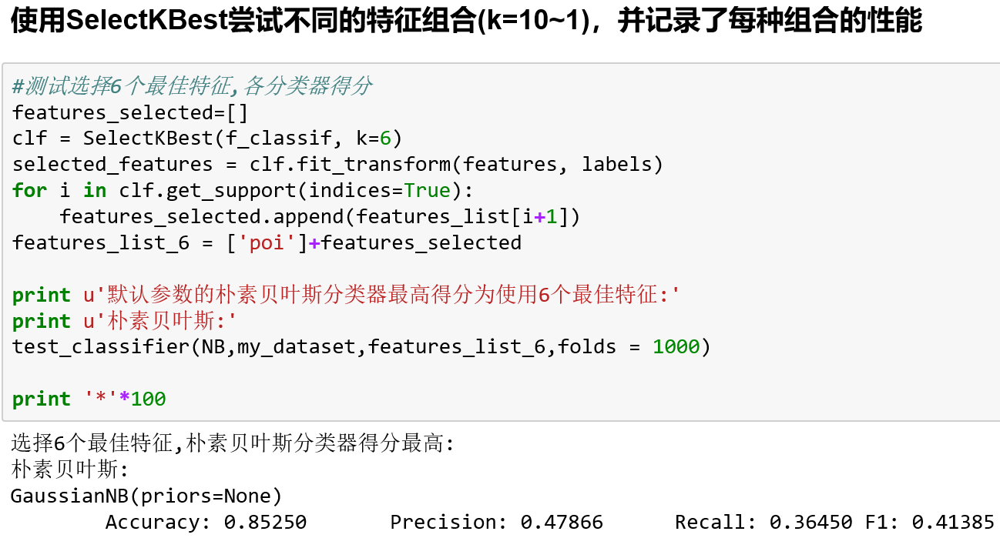 使用SelectKBest尝试不同的特征组合(k=10~1)，并记录了每种组合的性能
#测试选择6个最佳特征,各分类器得分
features_selected=[]
clf = SelectKBest(f_classif, k=6)
selected_features = clf.fit_transform(features, labels)
for i in clf.get_support(indices=True):
    features_selected.append(features_list[i+1])
features_list_6 = ['poi']+features_selected
print u'默认参数的朴素贝叶斯分类器最高得分为使用6个最佳特征:'
print u'朴素贝叶斯:'
test_classifier(NB,my_dataset,features_list_6,folds = 1000)
print '*'*100
选择6个最佳特征,朴素贝叶斯分类器得分最高:
朴素贝叶斯:
GaussianNB(priors=None)
        Accuracy: 0.85250       Precision: 0.47866      Recall: 0.36450 F1: 0.41385